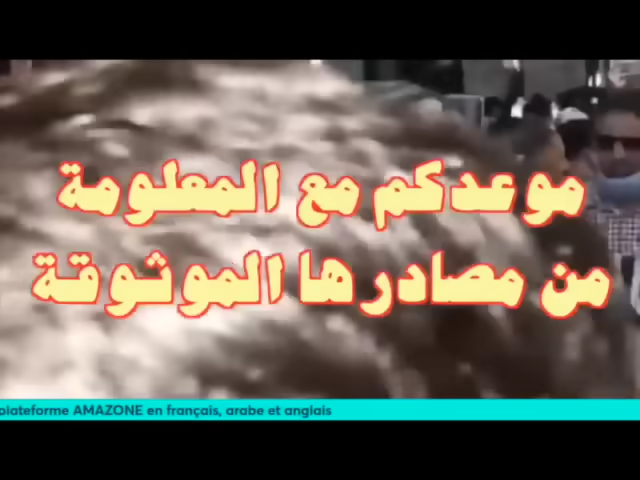 موعدكم مع المعلومة
من مصادرها الموثوقة
plateforme AMAZONE en français, arabe et anglais